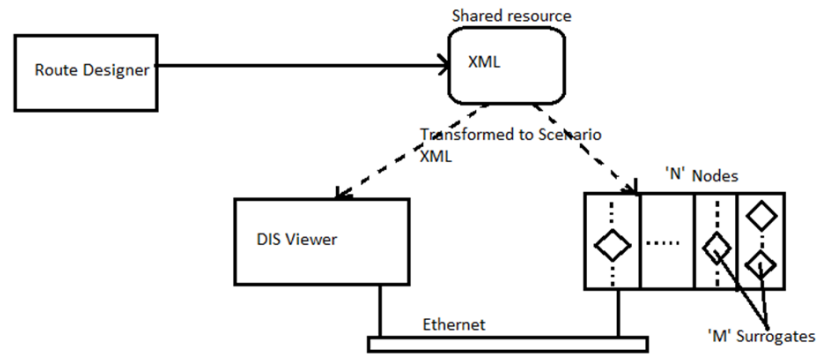 Shared resource
Route Designer
XML
Transformed to Scenario
XML
'N' Nodes
DIS Viewer
Ethernet
'M' Surrogates